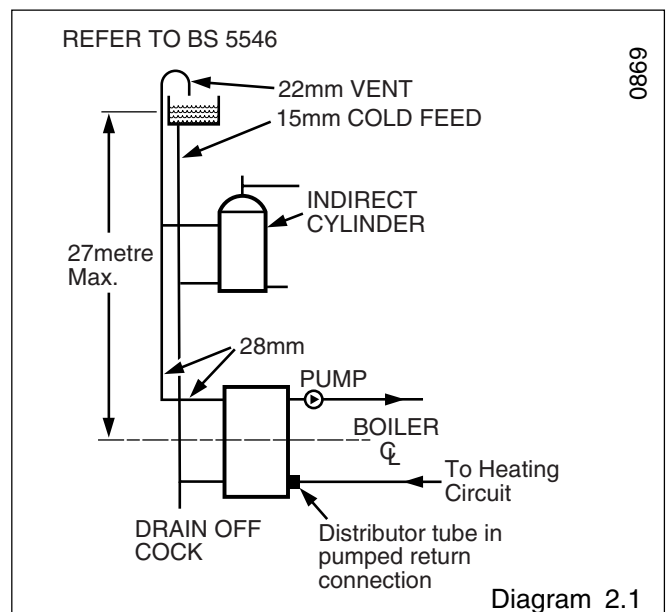 REFER TO BS 5546
0869
22mm VENT
15mm COLD FEED
INDIRECT
CYLINDER
27metre
Max.
28mm
PUMP
BOILER
℄
To Heating
Circuit
DRAIN OFF
COCK
Distributor tube in
pumped return
connection
Diagram 2.1